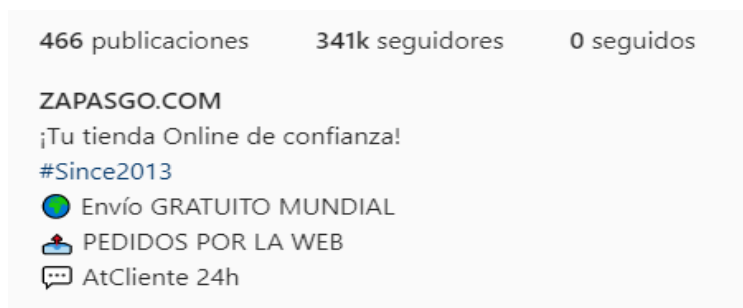 466 publicaciones 341k seguidores 0 seguidos
ZAPASGO.COM
¡Tu tienda Online de confianza!
#Since2013
🌍 Envío GRATUITO MUNDIAL
📤 PEDIDOS POR LA WEB
💬 AtCliente 24h